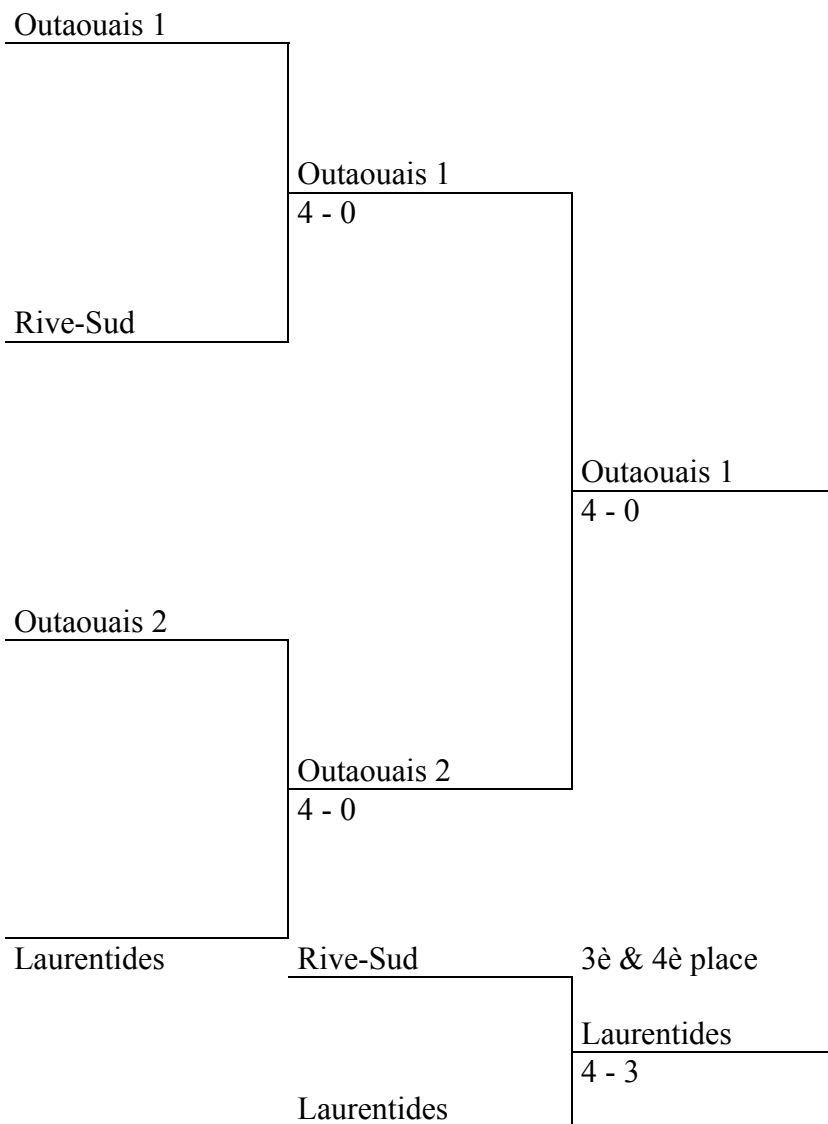 Outaouais 1
Outaouais 1
4 - 0
Rive-Sud
Outaouais 1
4 - 0
Outaouais 2
Outaouais 2
4 - 0
Laurentides
Rive-Sud
3è & 4è place
Laurentides
4 - 3
Laurentides